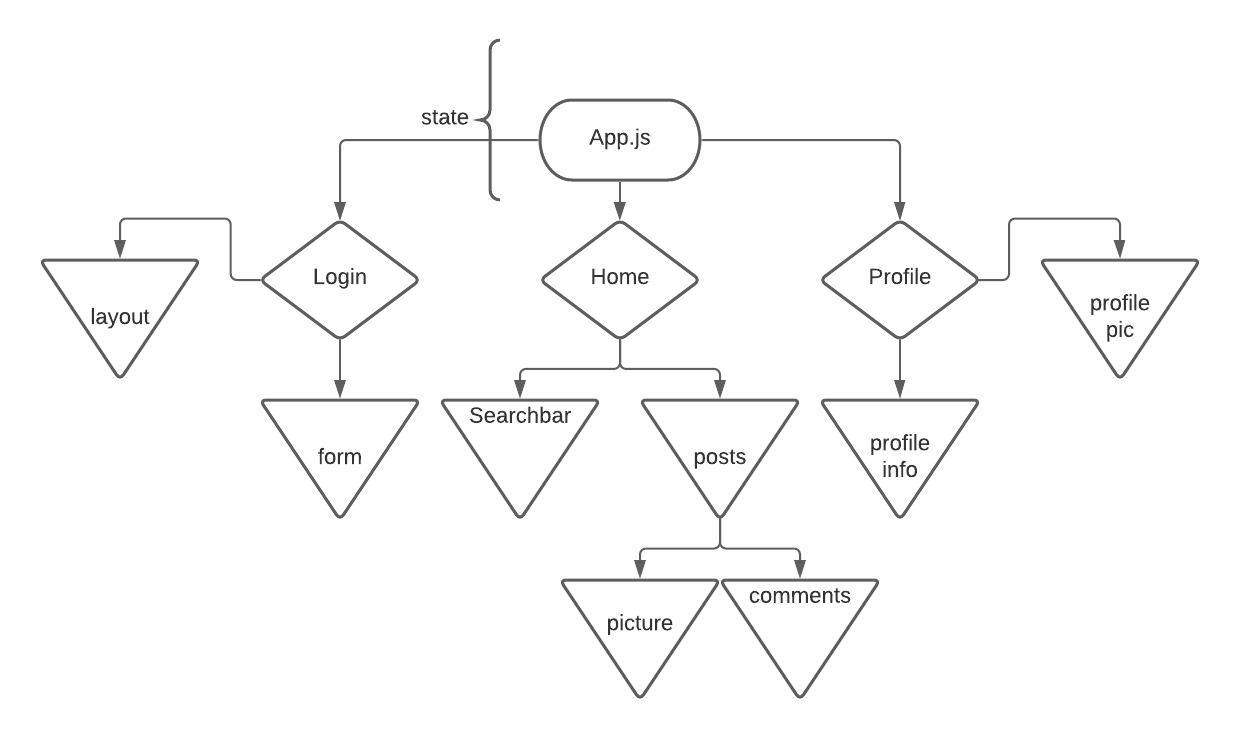 state
App.js
Login
Home
Profile
layout
profile
pic
form
Searchbar
posts
profile
info
picture
comments